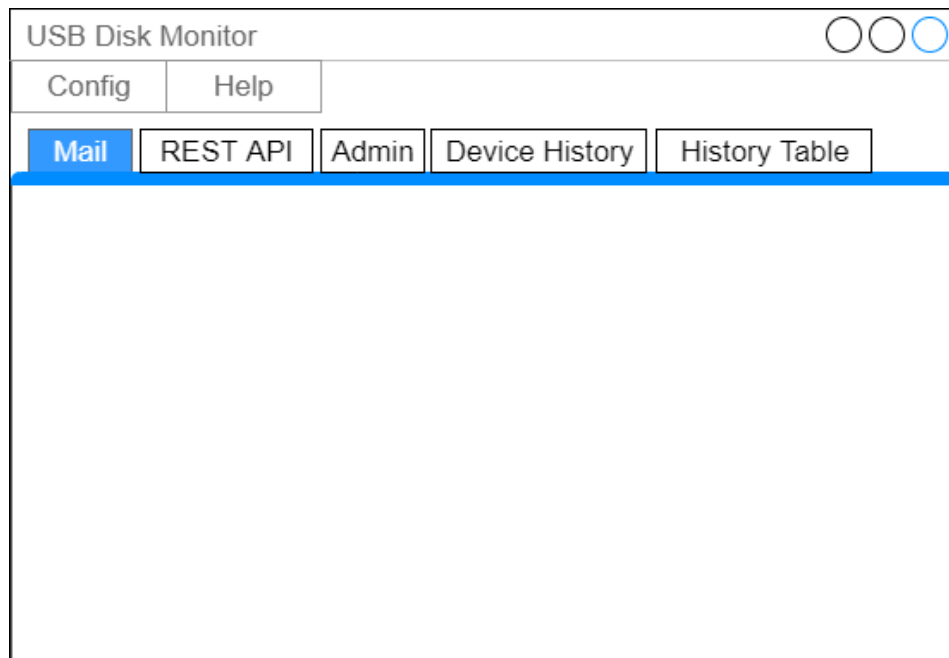 USB Disk Monitor
Config Help
Mail REST API Admin Device History History Table